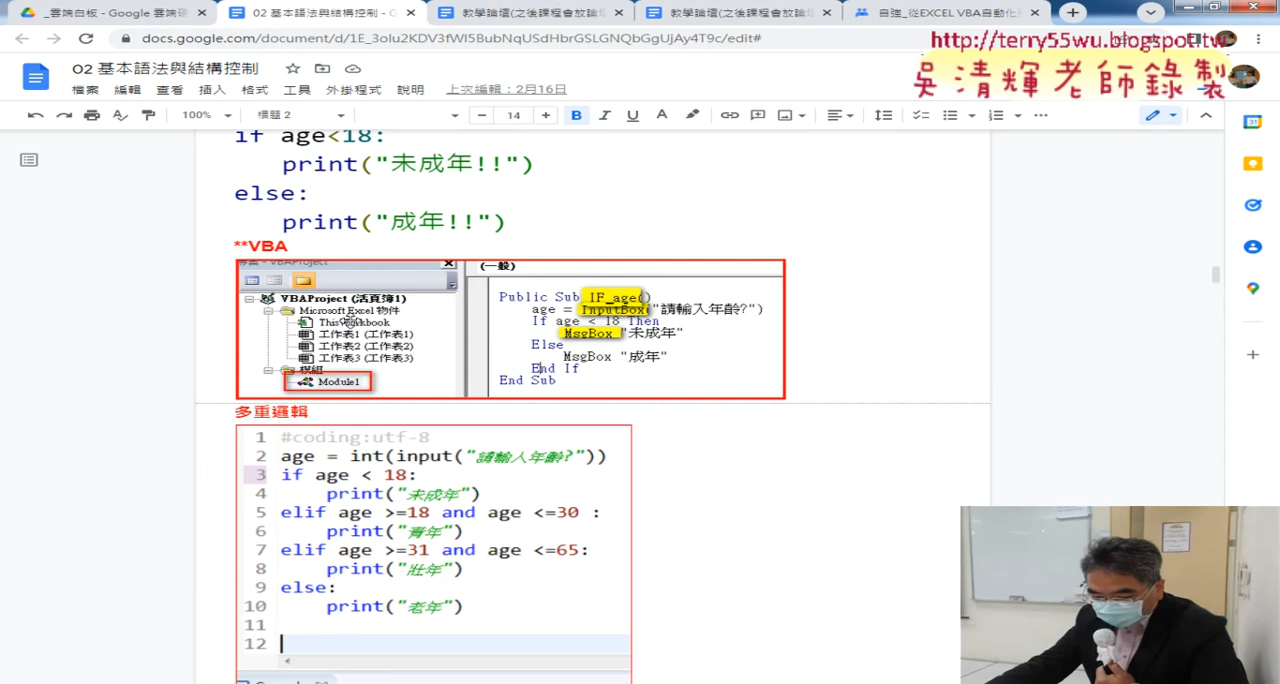 _雲端白板 - Google 雲端硬
02 基本語法與結構控制 - G
教學論壇(之後課程會放論壇
教學論壇(之後課程會放論壇
自強_從EXCEL VBA自動化
docs.google.com/document/d/1E_3olu2KDV3fWI5BubNqUSdHbrGSLGNQbGgUjAy4T9c/edit#
http://terry55wu.blogspot.tw
吳清輝老師錄製
02 基本語法與結構控制
檔案 編輯 查看 插入 格式 工具 外掛程式 說明 上次編輯：2月16日
100% 標題 2 14 B I U A
if age<18:
print("未成年!!")
else:
print("成年!!")
**VBA
專案 - VBAProject
VBAProject (活頁簿1)
Microsoft Excel 物件
ThisWorkbook
工作表1 (工作表1)
工作表2 (工作表2)
工作表3 (工作表3)
模組
Module1
(一般)
Public Sub IF_age()
age = InputBox("請輸入年齡?")
If age < 18 Then
MsgBox "未成年"
Else
MsgBox "成年"
End If
End Sub
多重邏輯
1 #coding:utf-8
2 age = int(input("請輸入年齡?"))
3 if age < 18:
4 print("未成年")
5 elif age >=18 and age <=30 :
6 print("青年")
7 elif age >=31 and age <=65:
8 print("壯年")
9 else:
10 print("老年")
11
12
31